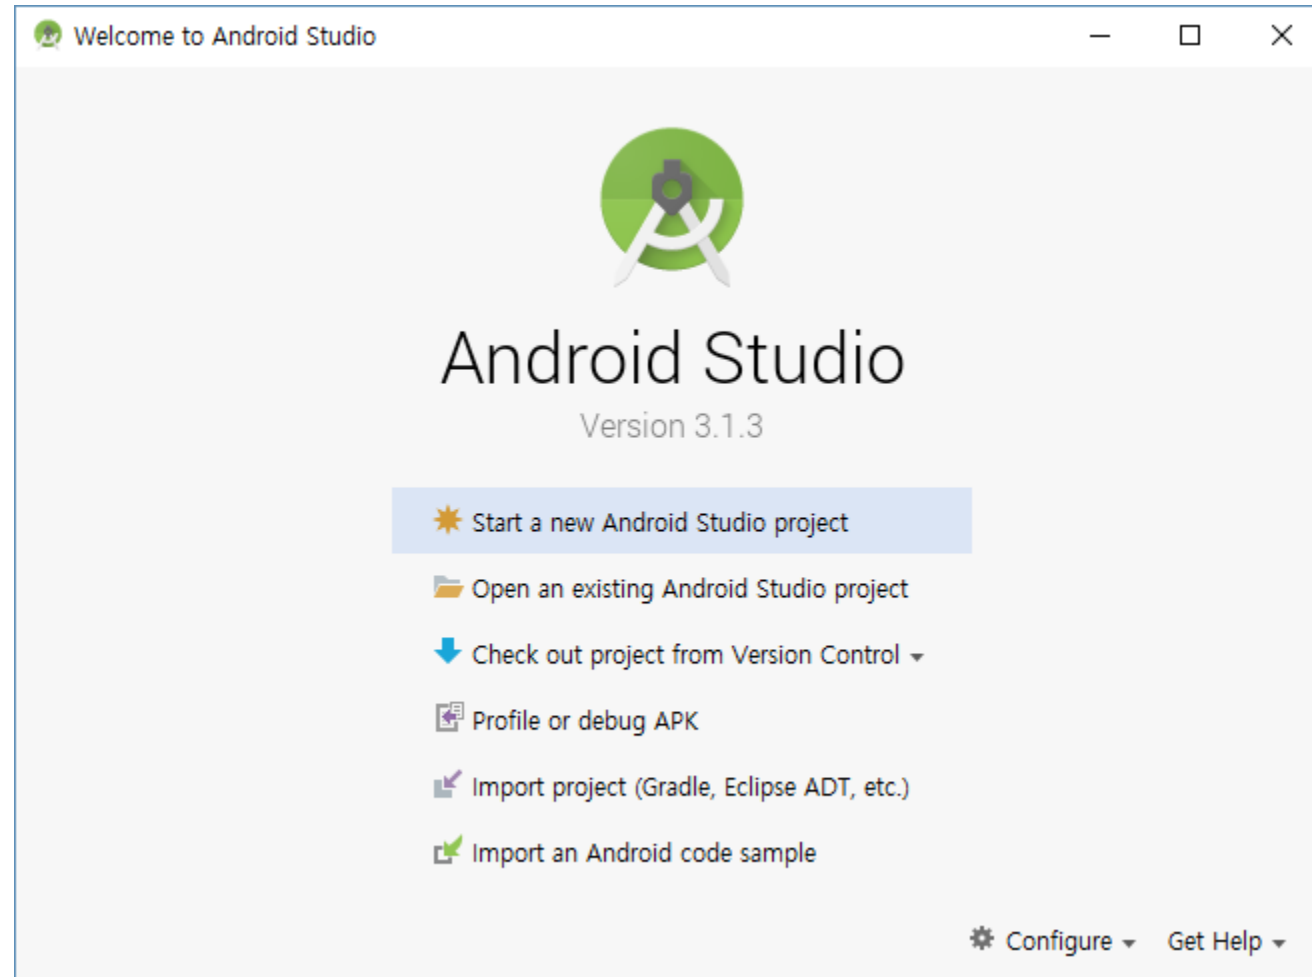 Welcome to Android Studio
Android Studio
Version 3.1.3
Start a new Android Studio project
Open an existing Android Studio project
Check out project from Version Control
Profile or debug APK
Import project (Gradle, Eclipse ADT, etc.)
Import an Android code sample
Configure Get Help